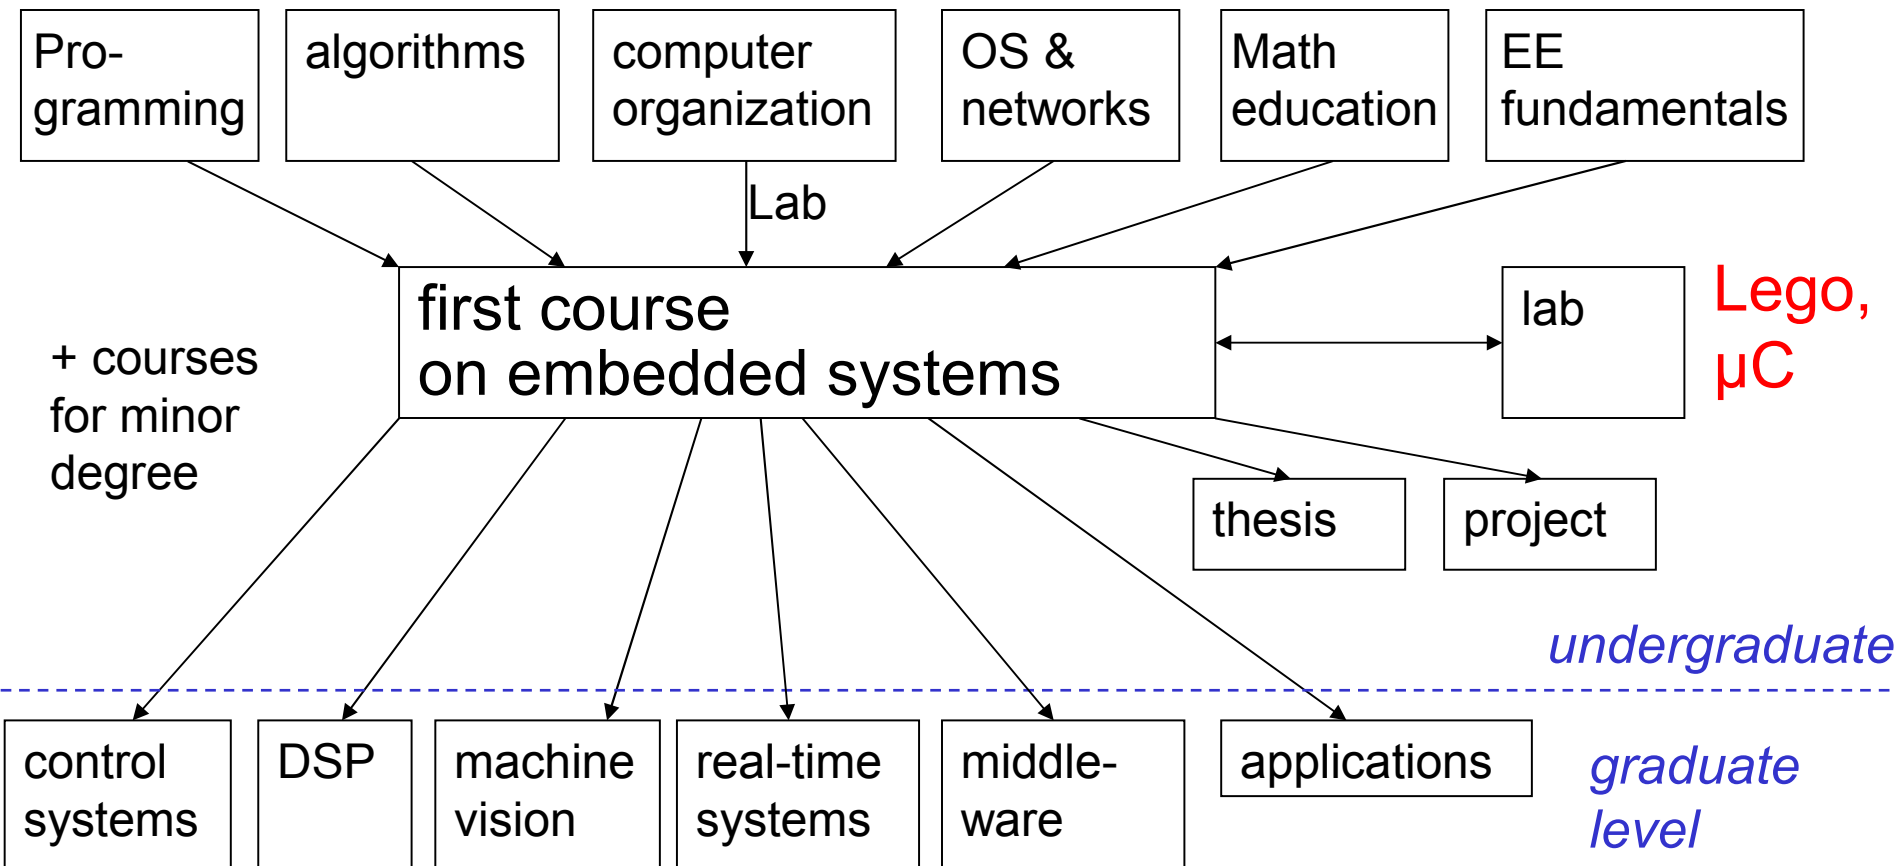 Pro-
gramming
algorithms
computer
organization
OS &
networks
Math
education
EE
fundamentals
Lab
first course
on embedded systems
lab
Lego,
µC
+ courses
for minor
degree
thesis
project
undergraduate
control
systems
DSP
machine
vision
real-time
systems
middle-
ware
applications
graduate
level